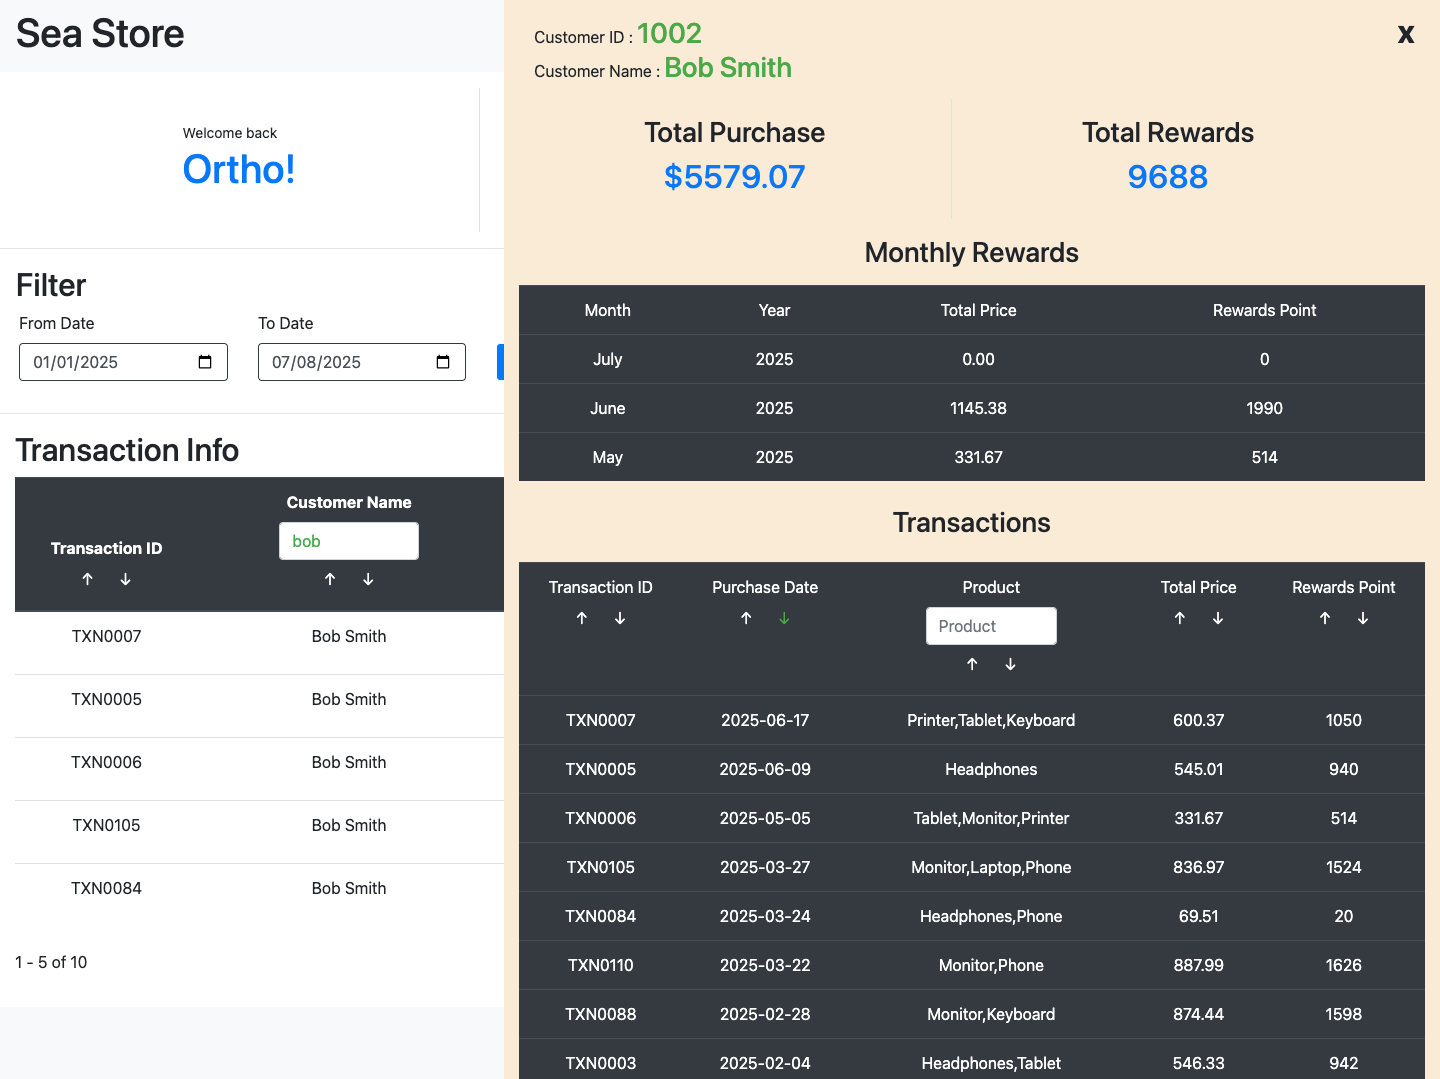 Sea Store
Welcome back
Ortho!
Filter
From Date
To Date
01/01/2025
07/08/2025
Transaction Info
Transaction ID
↑ ↓
Customer Name
bob
↑ ↓
TXN0007 Bob Smith
TXN0005 Bob Smith
TXN0006 Bob Smith
TXN0105 Bob Smith
TXN0084 Bob Smith
1 - 5 of 10
Customer ID : 1002
X
Customer Name : Bob Smith
Total Purchase
$5579.07
Total Rewards
9688
Monthly Rewards
Month Year Total Price Rewards Point
July 2025 0.00 0
June 2025 1145.38 1990
May 2025 331.67 514
Transactions
Transaction ID Purchase Date Product Total Price Rewards Point
↑ ↓ ↑ ↓ Product ↑ ↓ ↑ ↓
↑ ↓
TXN0007 2025-06-17 Printer,Tablet,Keyboard 600.37 1050
TXN0005 2025-06-09 Headphones 545.01 940
TXN0006 2025-05-05 Tablet,Monitor,Printer 331.67 514
TXN0105 2025-03-27 Monitor,Laptop,Phone 836.97 1524
TXN0084 2025-03-24 Headphones,Phone 69.51 20
TXN0110 2025-03-22 Monitor,Phone 887.99 1626
TXN0088 2025-02-28 Monitor,Keyboard 874.44 1598
TXN0003 2025-02-04 Headphones,Tablet 546.33 942